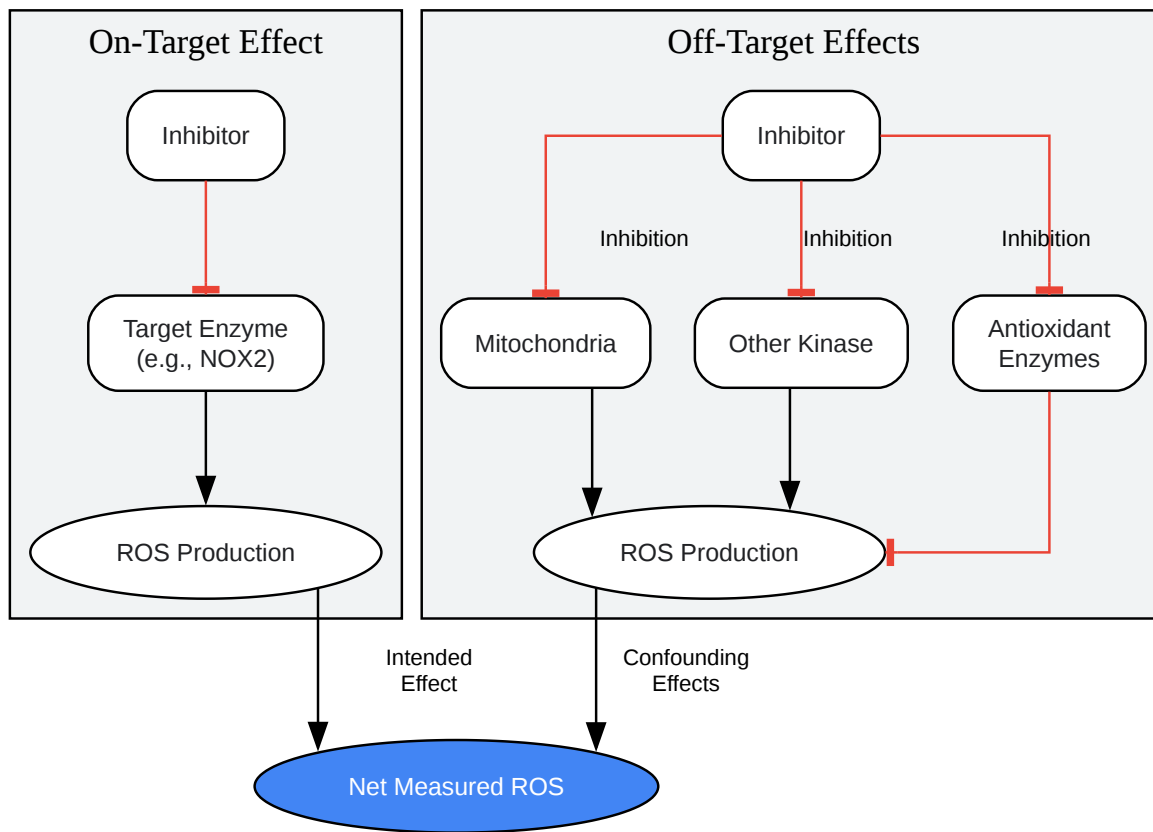 On-Target Effect
Inhibitor
Target Enzyme
(e.g., NOX2)
ROS Production
Off-Target Effects
Inhibitor
Inhibition
Inhibition
Inhibition
Mitochondria
Other Kinase
Antioxidant
Enzymes
ROS Production
Intended
Effect
Confounding
Effects
Net Measured ROS